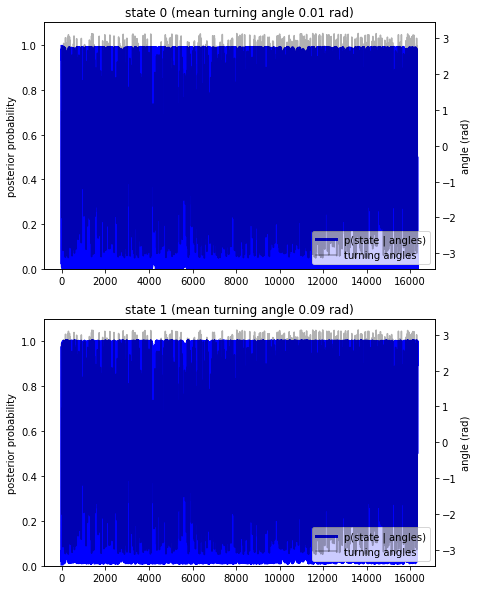 state 0 (mean turning angle 0.01 rad)
1.0
0.8
0.6
0.4
0.2
0.0
posterior probability
3
2
1
0
−1
−2
−3
angle (rad)
p(state | angles)
turning angles
0 2000 4000 6000 8000 10000 12000 14000 16000
state 1 (mean turning angle 0.09 rad)
1.0
0.8
0.6
0.4
0.2
0.0
posterior probability
3
2
1
0
−1
−2
−3
angle (rad)
p(state | angles)
turning angles
0 2000 4000 6000 8000 10000 12000 14000 16000